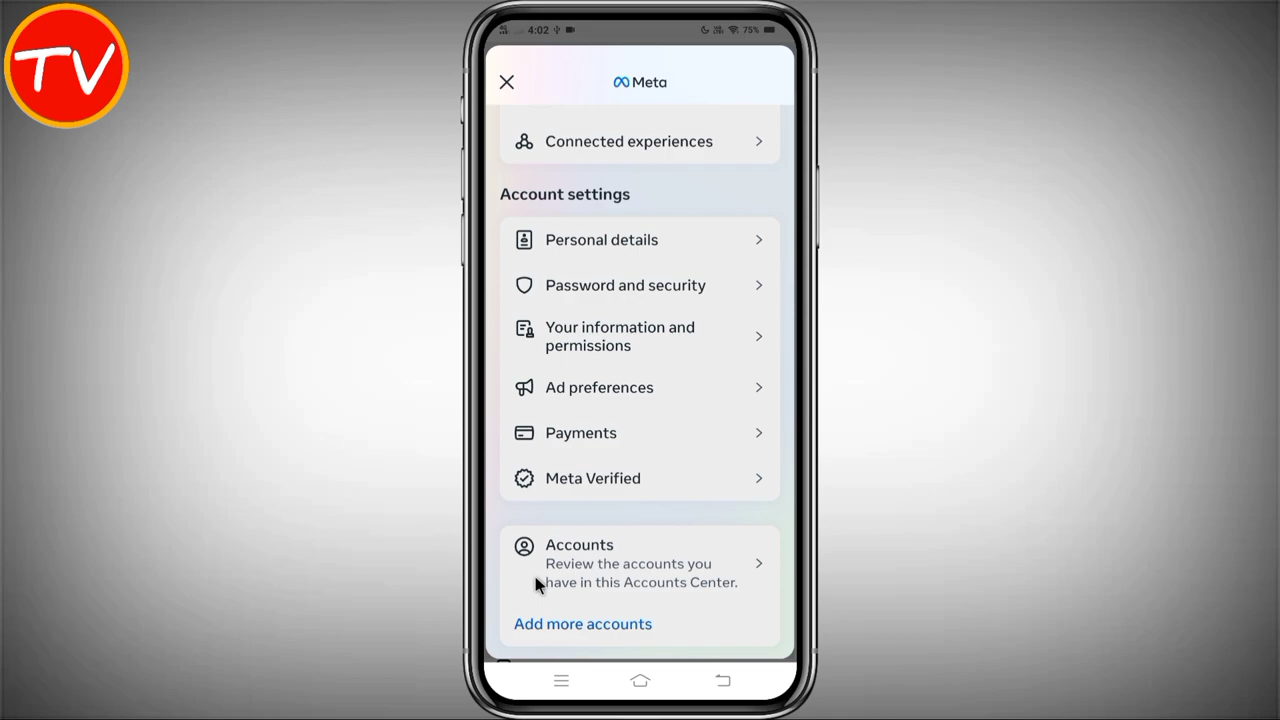 TV
4:02
75%
Meta
Connected experiences
Account settings
Personal details
Password and security
Your information and
permissions
Ad preferences
Payments
Meta Verified
Accounts
Review the accounts you
have in this Accounts Center.
Add more accounts